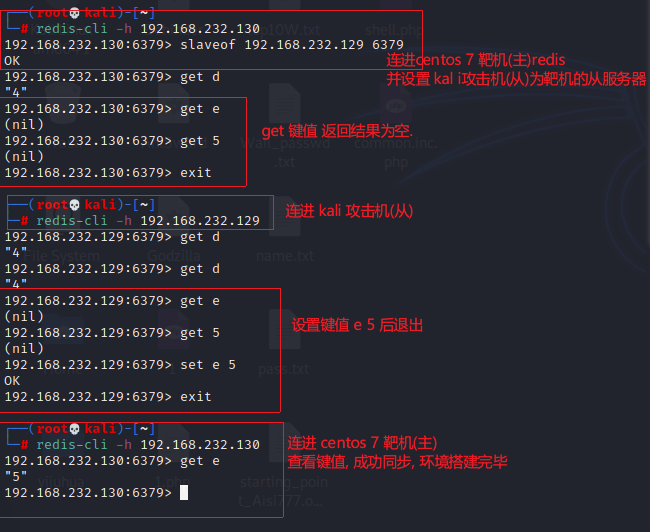 (root💀kali)-[~]
# redis-cli -h 192.168.232.130
192.168.232.130:6379> slaveof 192.168.232.129 6379
OK
连进centos 7 靶机(主)redis
并设置 kal i攻击机(从)为靶机的从服务器
192.168.232.130:6379> get d
"4"
192.168.232.130:6379> get e
(nil)
192.168.232.130:6379> get 5
(nil)
192.168.232.130:6379> exit
get 键值 返回结果为空.
(root💀kali)-[~]
# redis-cli -h 192.168.232.129
连进 kali 攻击机(从)
192.168.232.129:6379> get d
"4"
192.168.232.129:6379> get d
"4"
192.168.232.129:6379> get e
(nil)
192.168.232.129:6379> get 5
(nil)
192.168.232.129:6379> set e 5
OK
192.168.232.129:6379> exit
设置键值 e 5 后退出
(root💀kali)-[~]
# redis-cli -h 192.168.232.130
192.168.232.130:6379> get e
"5"
192.168.232.130:6379>
连进 centos 7 靶机(主)
查看键值, 成功同步, 环境搭建完毕
shell.php
common.inc...
php
.txt
File System
Godzilla
name.txt
pass.txt
1.php
starting_poin
t_Aisi777.o...